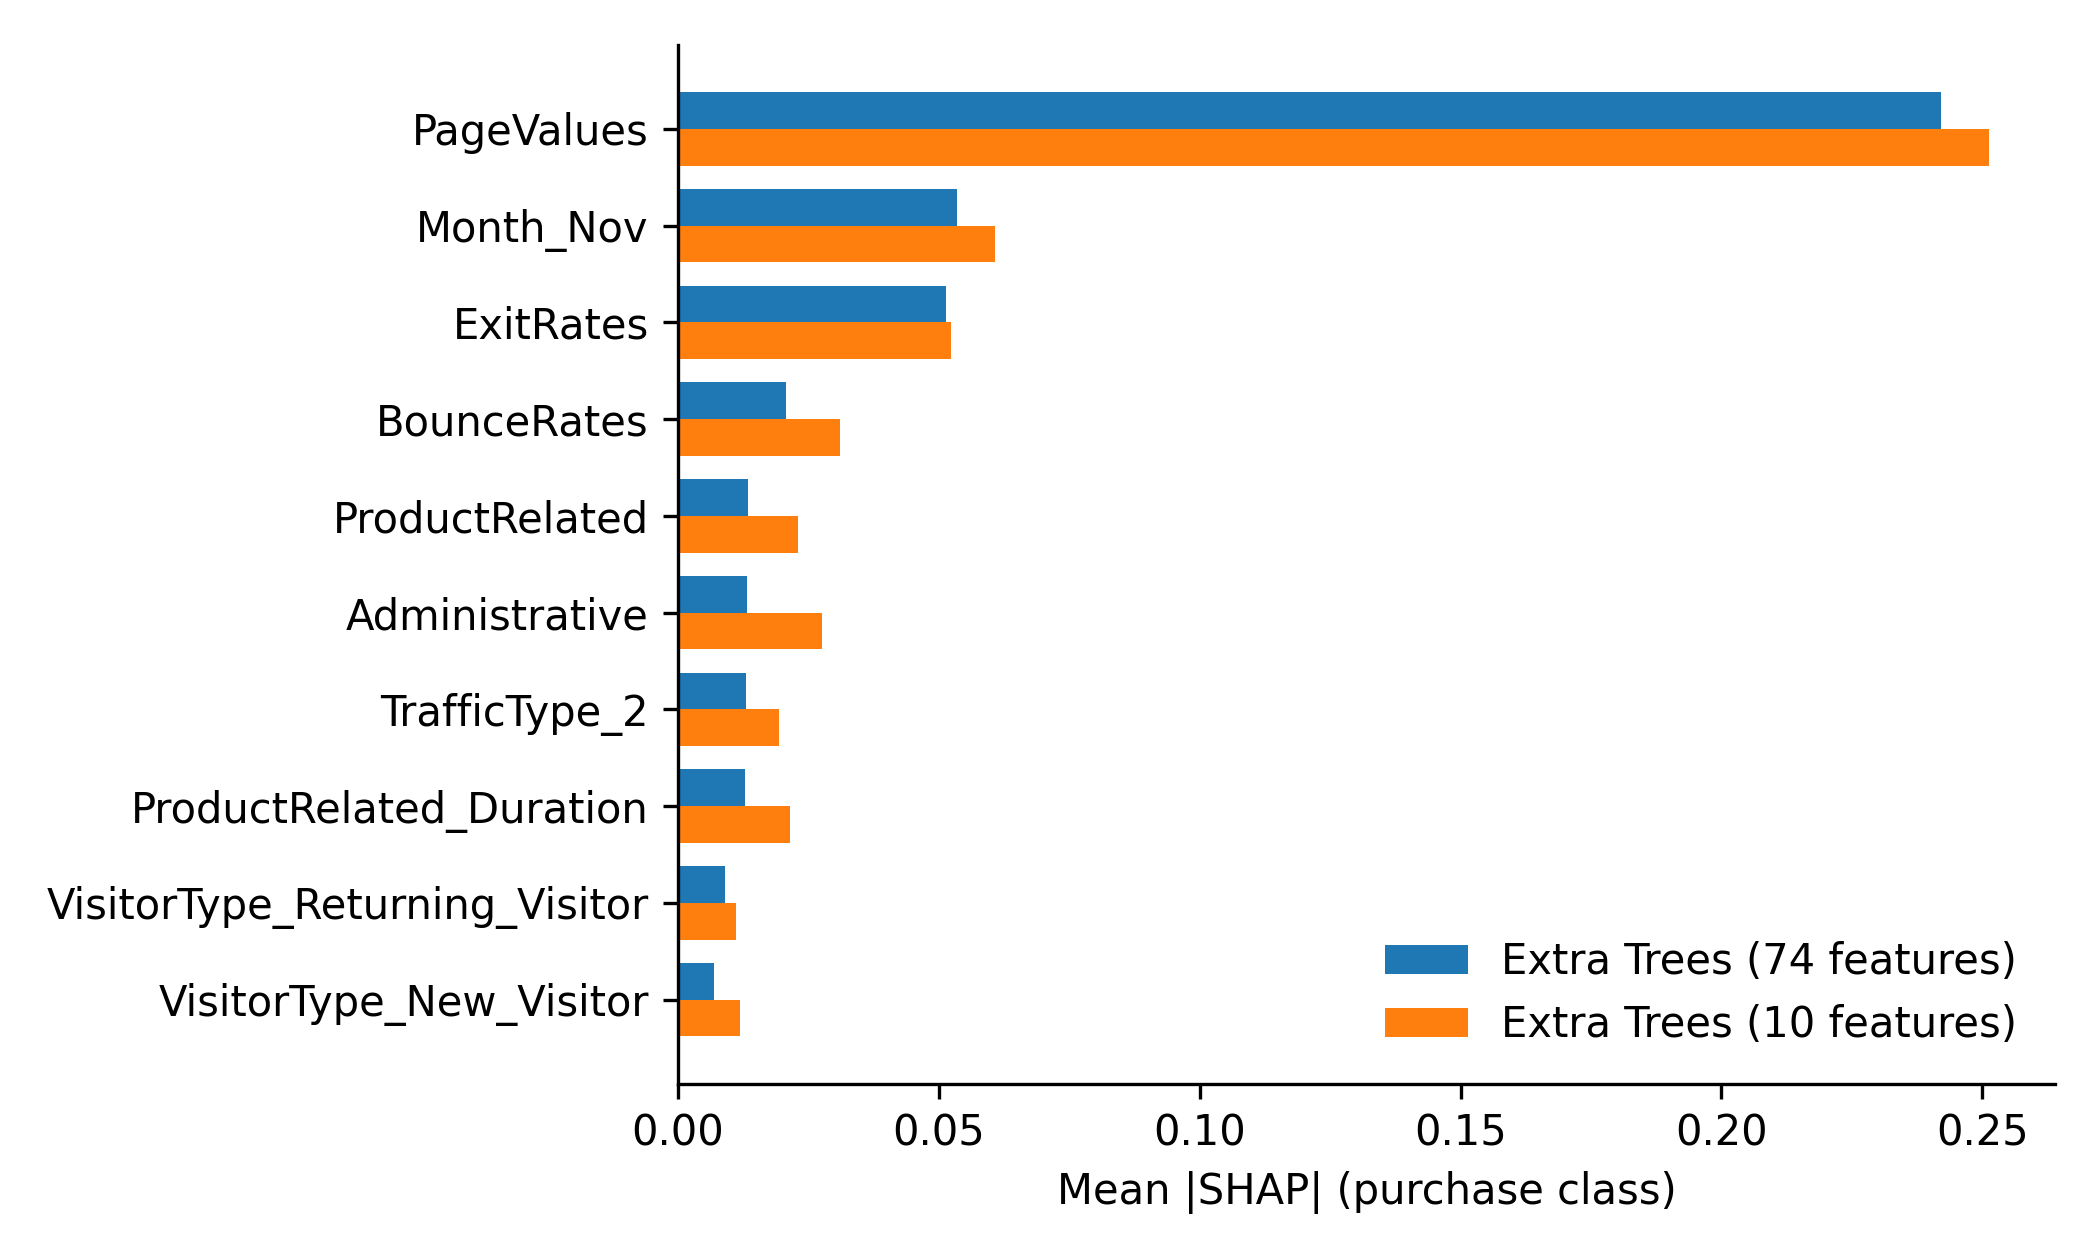 PageValues
Month_Nov
ExitRates
BounceRates
ProductRelated
Administrative
TrafficType_2
ProductRelated_Duration
VisitorType_Returning_Visitor
VisitorType_New_Visitor
Extra Trees (74 features)
Extra Trees (10 features)
0.00 0.05 0.10 0.15 0.20 0.25
Mean |SHAP| (purchase class)